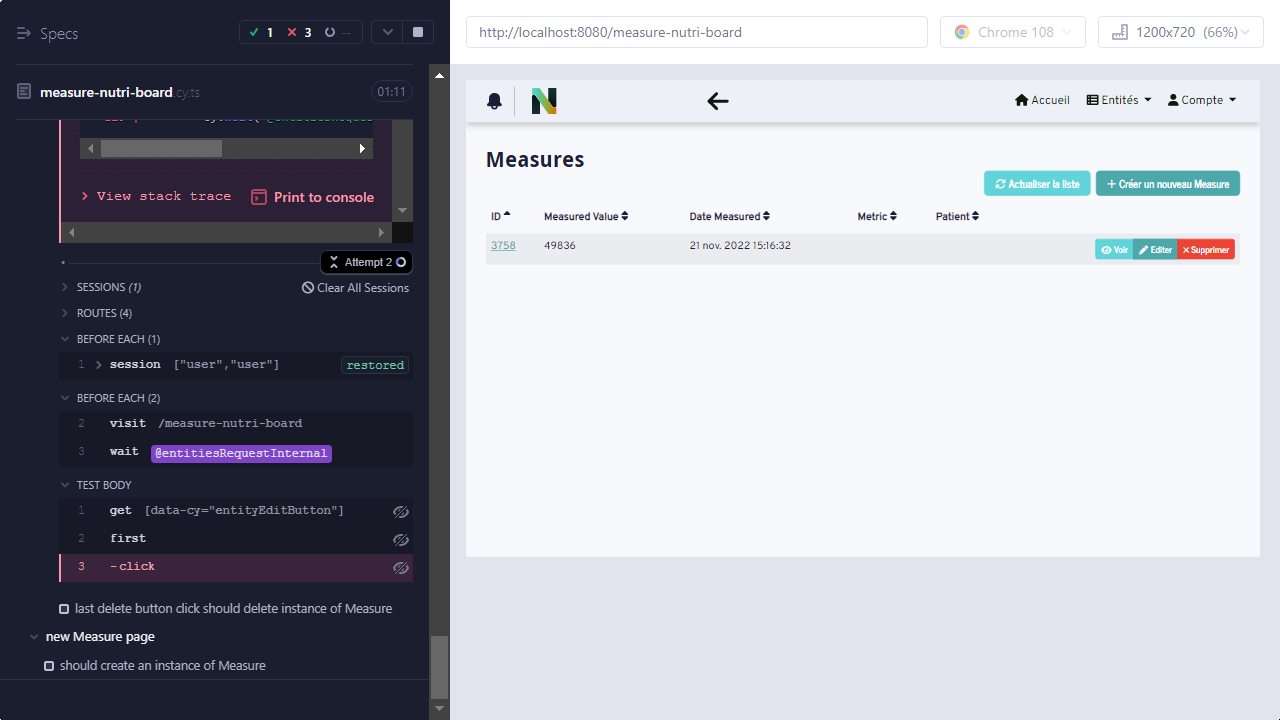 Specs
1
3
--
measure-nutri-board.cy.ts
01:11
View stack trace
Print to console
Attempt 2
SESSIONS (1)
Clear All Sessions
ROUTES (4)
BEFORE EACH (1)
1 session ["user","user"] restored
BEFORE EACH (2)
2 visit /measure-nutri-board
3 wait @entitiesRequestInternal
TEST BODY
1 get [data-cy="entityEditButton"]
2 first
3 -click
last delete button click should delete instance of Measure
new Measure page
should create an instance of Measure
http://localhost:8080/measure-nutri-board
Chrome 108
1200x720 (66%)
Accueil
Entités
Compte
Measures
Actualiser la liste
Créer un nouveau Measure
ID Measured Value Date Measured Metric Patient
3758 49836 21 nov. 2022 15:16:32 Voir Editer Supprimer